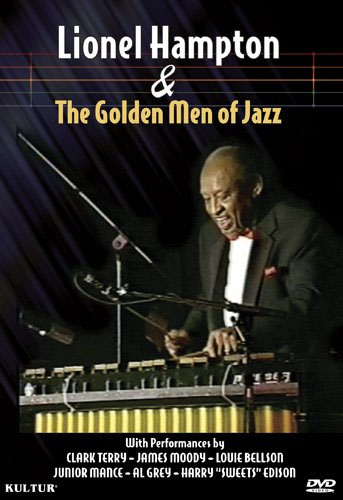 Lionel Hampton
&
The Golden Men of Jazz
With Performances by
CLARK TERRY - JAMES MOODY - LOUIE BELLSON
JUNIOR MANCE - AL GREY - HARRY "SWEETS" EDISON
KULTUR
DVD
VIDEO